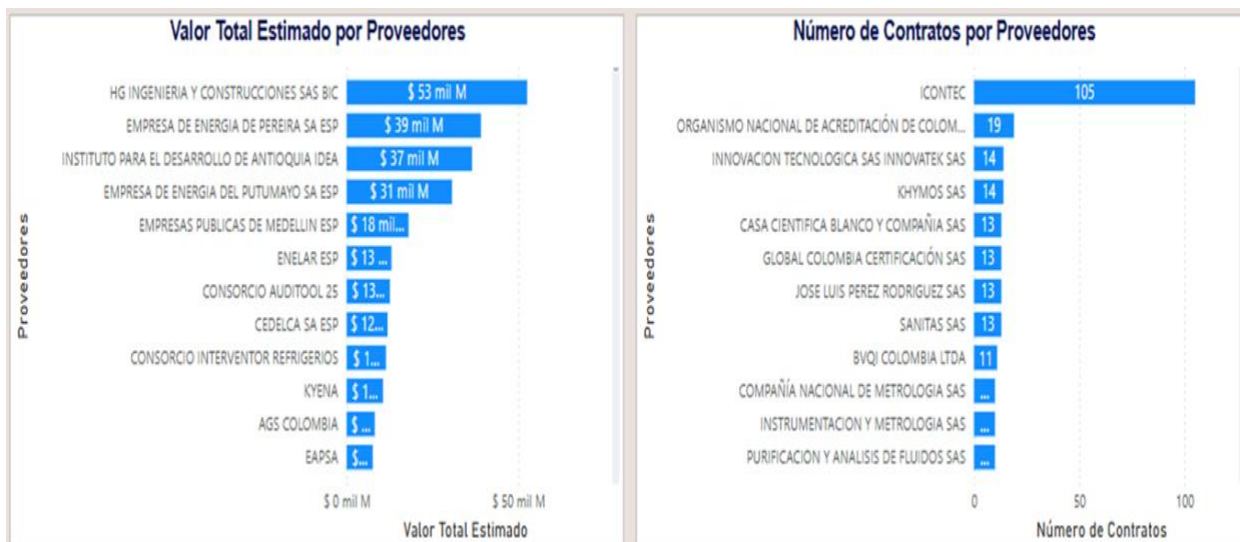 Valor Total Estimado por Proveedores
HG INGENIERIA Y CONSTRUCCIONES SAS BIC $ 53 mil M
EMPRESA DE ENERGIA DE PEREIRA SA ESP $ 39 mil M
INSTITUTO PARA EL DESARROLLO DE ANTIOQUIA IDEA $ 37 mil M
EMPRESA DE ENERGIA DEL PUTUMAYO SA ESP $ 31 mil M
EMPRESAS PUBLICAS DE MEDELLIN ESP $ 18 mil...
ENELAR ESP $ 13 ...
CONSORCIO AUDITOOL 25 $ 13...
CEDELCA SA ESP $ 12...
CONSORCIO INTERVENTOR REFRIGERIOS $ 1...
KYENA $ 1...
AGS COLOMBIA $ ...
EAPSA $...
Proveedores
$ 0 mil M $ 50 mil M
Valor Total Estimado
Número de Contratos por Proveedores
ICONTEC 105
ORGANISMO NACIONAL DE ACREDITACIÓN DE COLOM... 19
INNOVACION TECNOLOGICA SAS INNOVATEK SAS 14
KHYMOS SAS 14
CASA CIENTIFICA BLANCO Y COMPAÑIA SAS 13
GLOBAL COLOMBIA CERTIFICACIÓN SAS 13
JOSE LUIS PEREZ RODRIGUEZ SAS 13
SANITAS SAS 13
BVQI COLOMBIA LTDA 11
COMPAÑÍA NACIONAL DE METROLOGIA SAS ...
INSTRUMENTACION Y METROLOGIA SAS ...
PURIFICACION Y ANALISIS DE FLUIDOS SAS ...
Proveedores
0 50 100
Número de Contratos